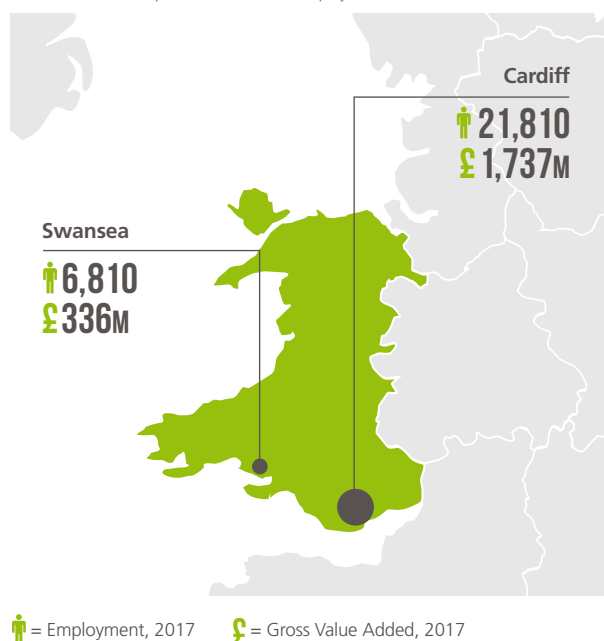 Cardiff
21,810
£1,737M
Swansea
6,810
£336M
= Employment, 2017 £ = Gross Value Added, 2017